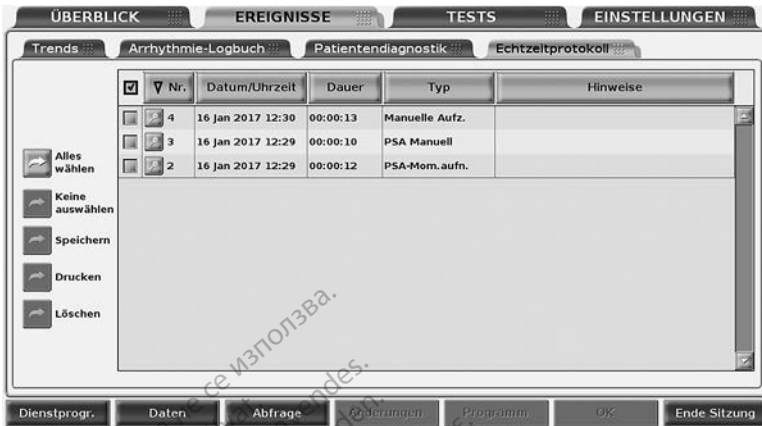 ÜBERBLICK EREIGNISSE TESTS EINSTELLUNGEN
Trends Arrhythmie-Logbuch Patientendiagnostik Echtzeitprotokoll
Nr. Datum/Uhrzeit Dauer Typ Hinweise
4 16 Jan 2017 12:30 00:00:13 Manuelle Aufz.
3 16 Jan 2017 12:29 00:00:10 PSA Manuell
2 16 Jan 2017 12:29 00:00:12 PSA-Mom.aufn.
Alles
wählen
Keine
auswählen
Speichern
Drucken
Löschen
се използва.
Dienstprogr. Daten Abfrage Änderungen Programm OK Ende Sitzung